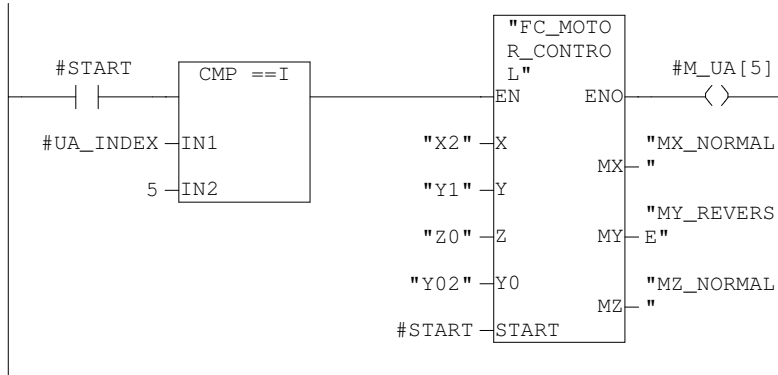 "FC_MOTO
R_CONTRO
L"
#START
CMP ==I
#M_UA[5]
EN ENO
#UA_INDEX IN1
"X2" X
"MX_NORMAL
MX "
5 IN2
"Y1" Y
"MY_REVERS
"Z0" Z
MY E"
"Y02" Y0
"MZ_NORMAL
MZ "
#START START